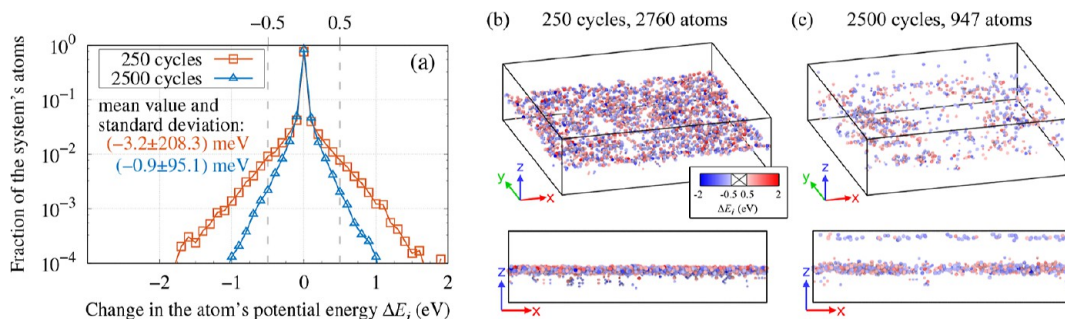 −0.5 0.5
(b) 250 cycles, 2760 atoms
(c) 2500 cycles, 947 atoms
Fraction of the system's atoms
10⁰
10⁻¹
10⁻²
10⁻³
10⁻⁴
250 cycles
2500 cycles
(a)
mean value and
standard deviation:
(−3.2±208.3) meV
(−0.9±95.1) meV
−2 −1 0 1 2
Change in the atom's potential energy ΔEᵢ (eV)
y z x
-2 -0.5 0.5 2
ΔEᵢ (eV)
y z x
z x
z x